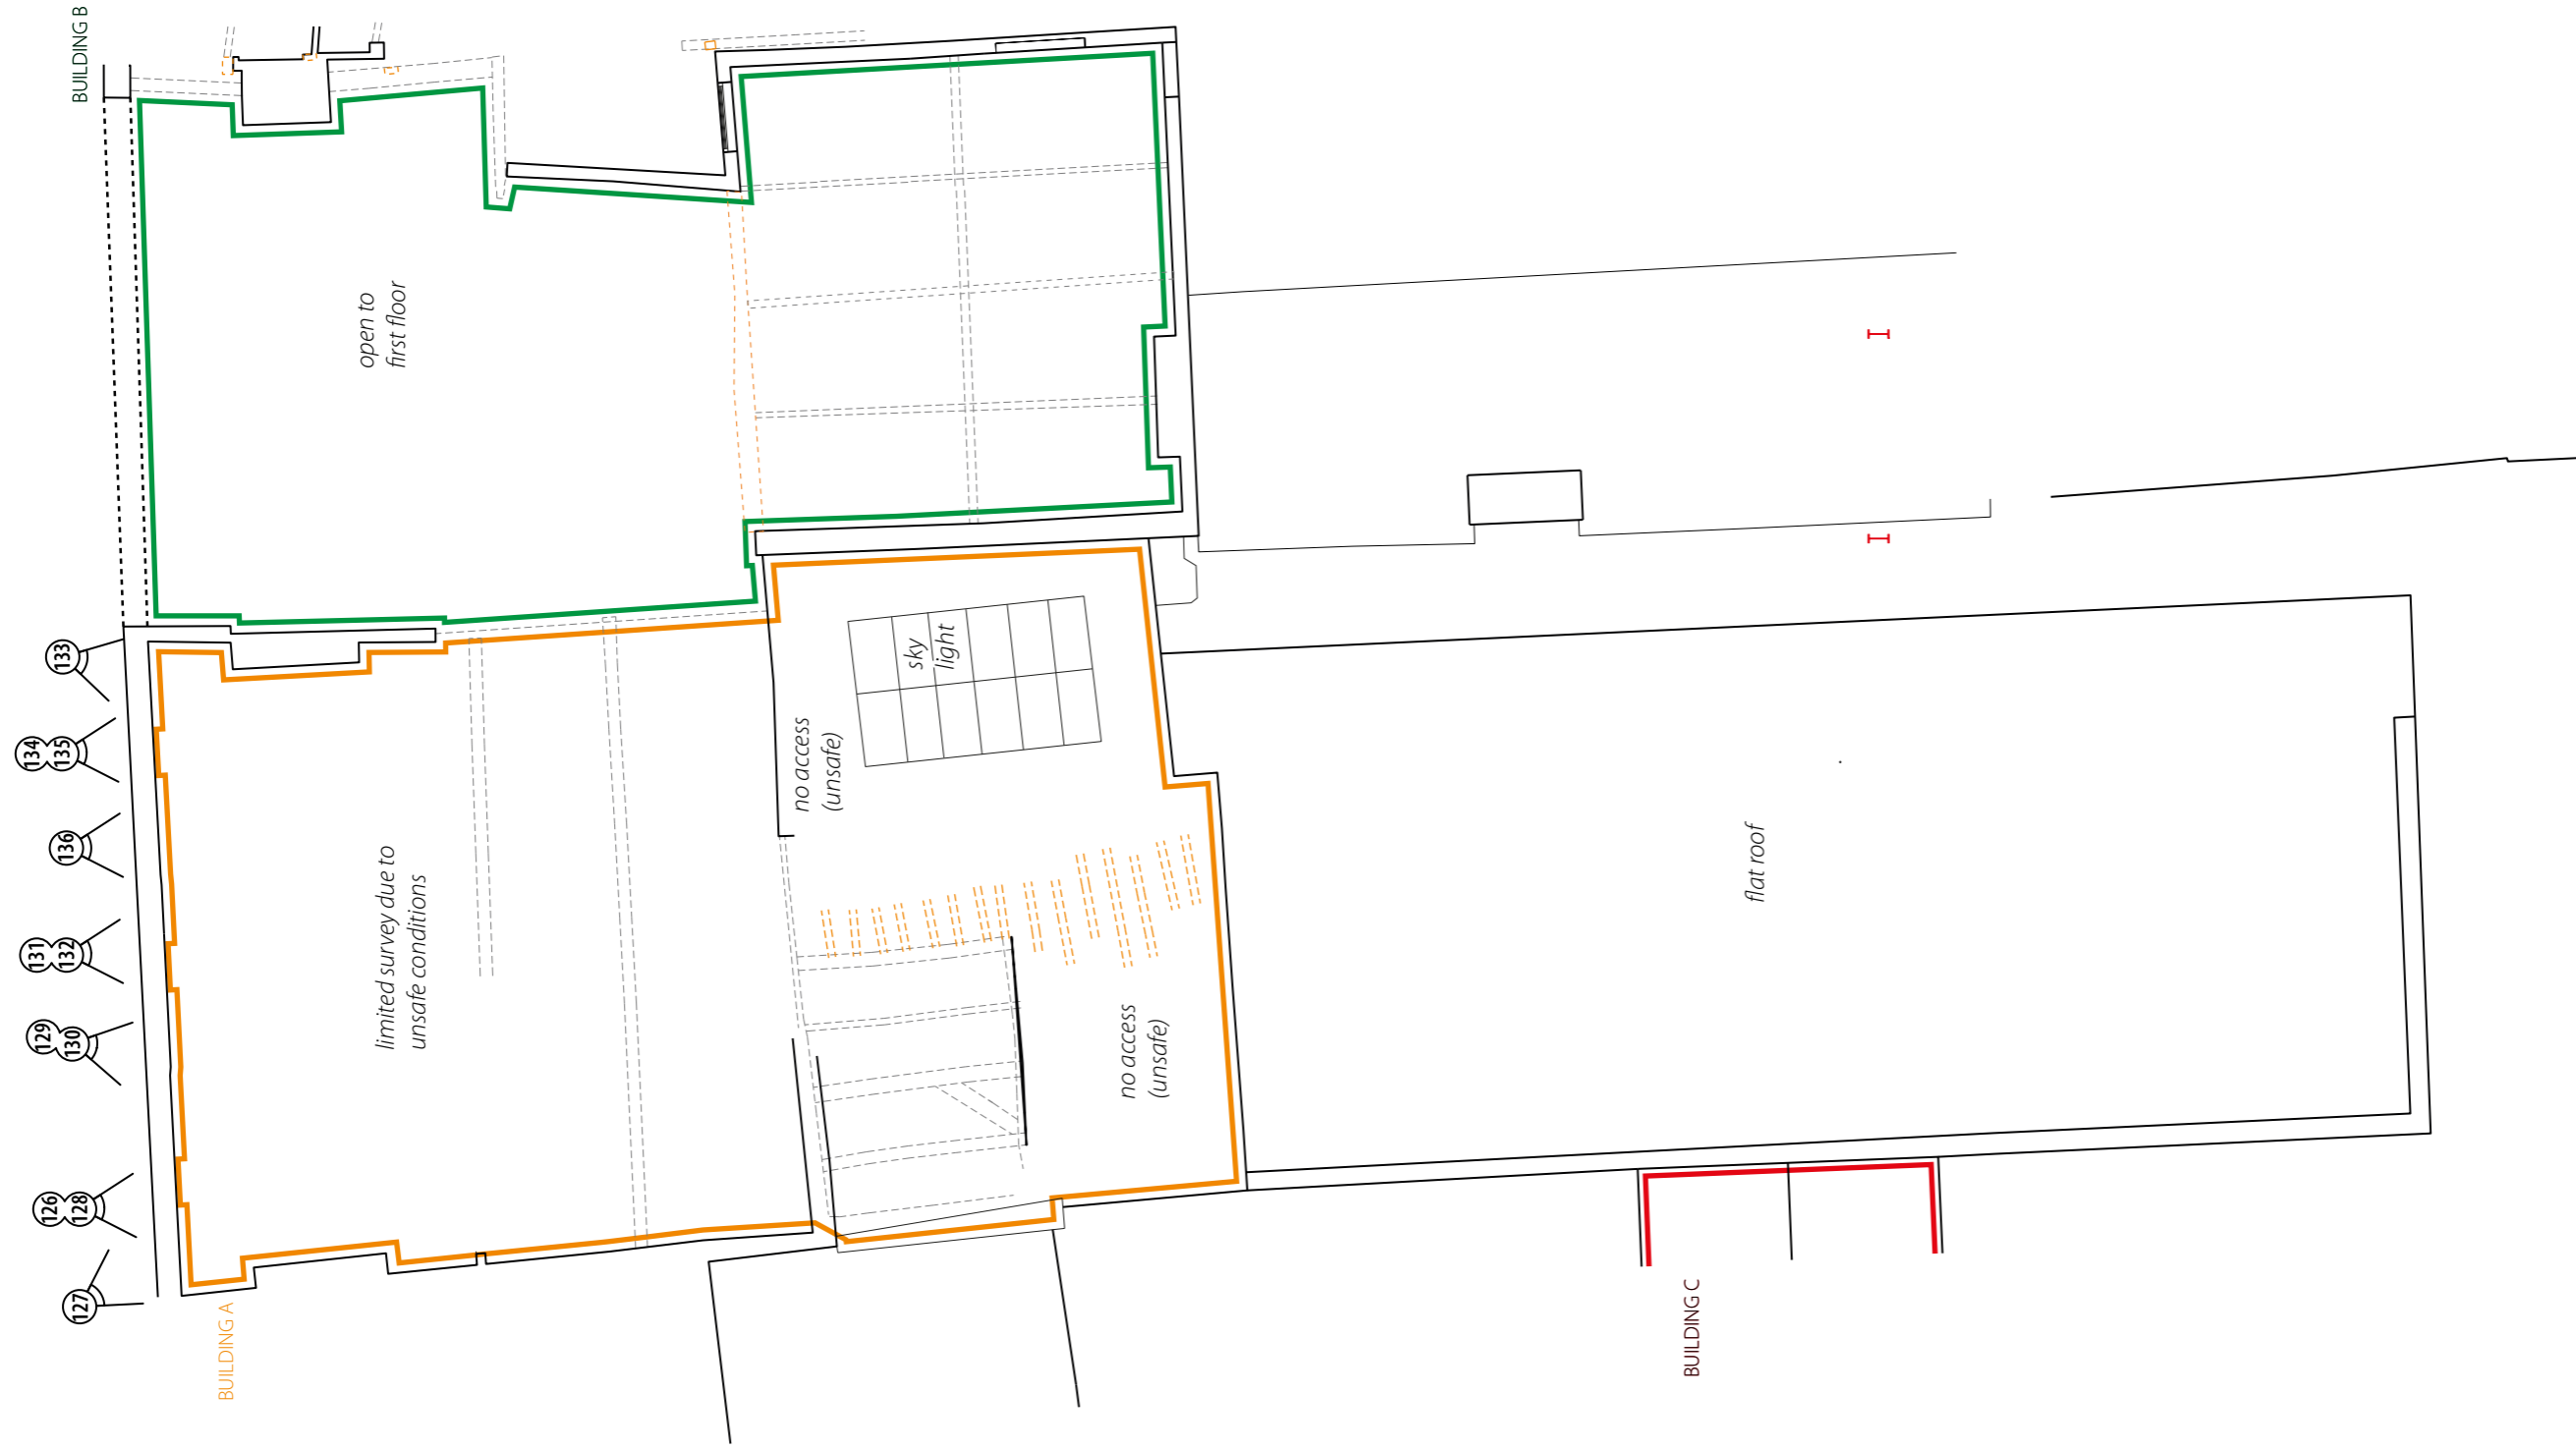 BUILDING B
open to
first floor
133
134
135
136
131
132
129
130
126
128
127
sky
light
no access
(unsafe)
limited survey due to
unsafe conditions
no access
(unsafe)
flat roof
BUILDING A
BUILDING C